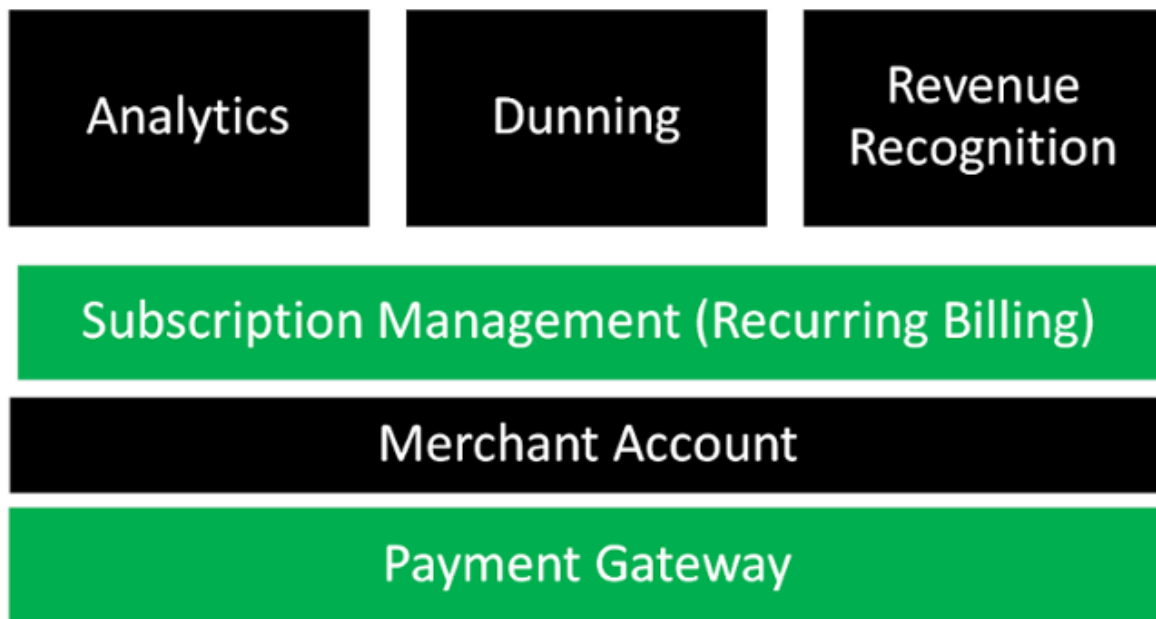 Analytics
Dunning
Revenue
Recognition
Subscription Management (Recurring Billing)
Merchant Account
Payment Gateway